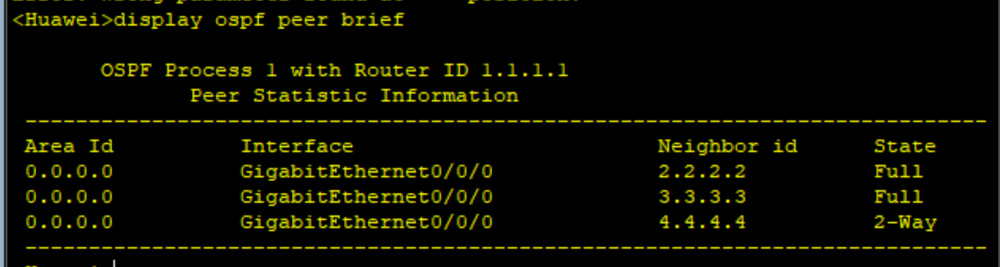 <Huawei>display ospf peer brief
OSPF Process 1 with Router ID 1.1.1.1
Peer Statistic Information
----------------------------------------------------------------------------
Area Id Interface Neighbor id State
0.0.0.0 GigabitEthernet0/0/0 2.2.2.2 Full
0.0.0.0 GigabitEthernet0/0/0 3.3.3.3 Full
0.0.0.0 GigabitEthernet0/0/0 4.4.4.4 2-Way
----------------------------------------------------------------------------